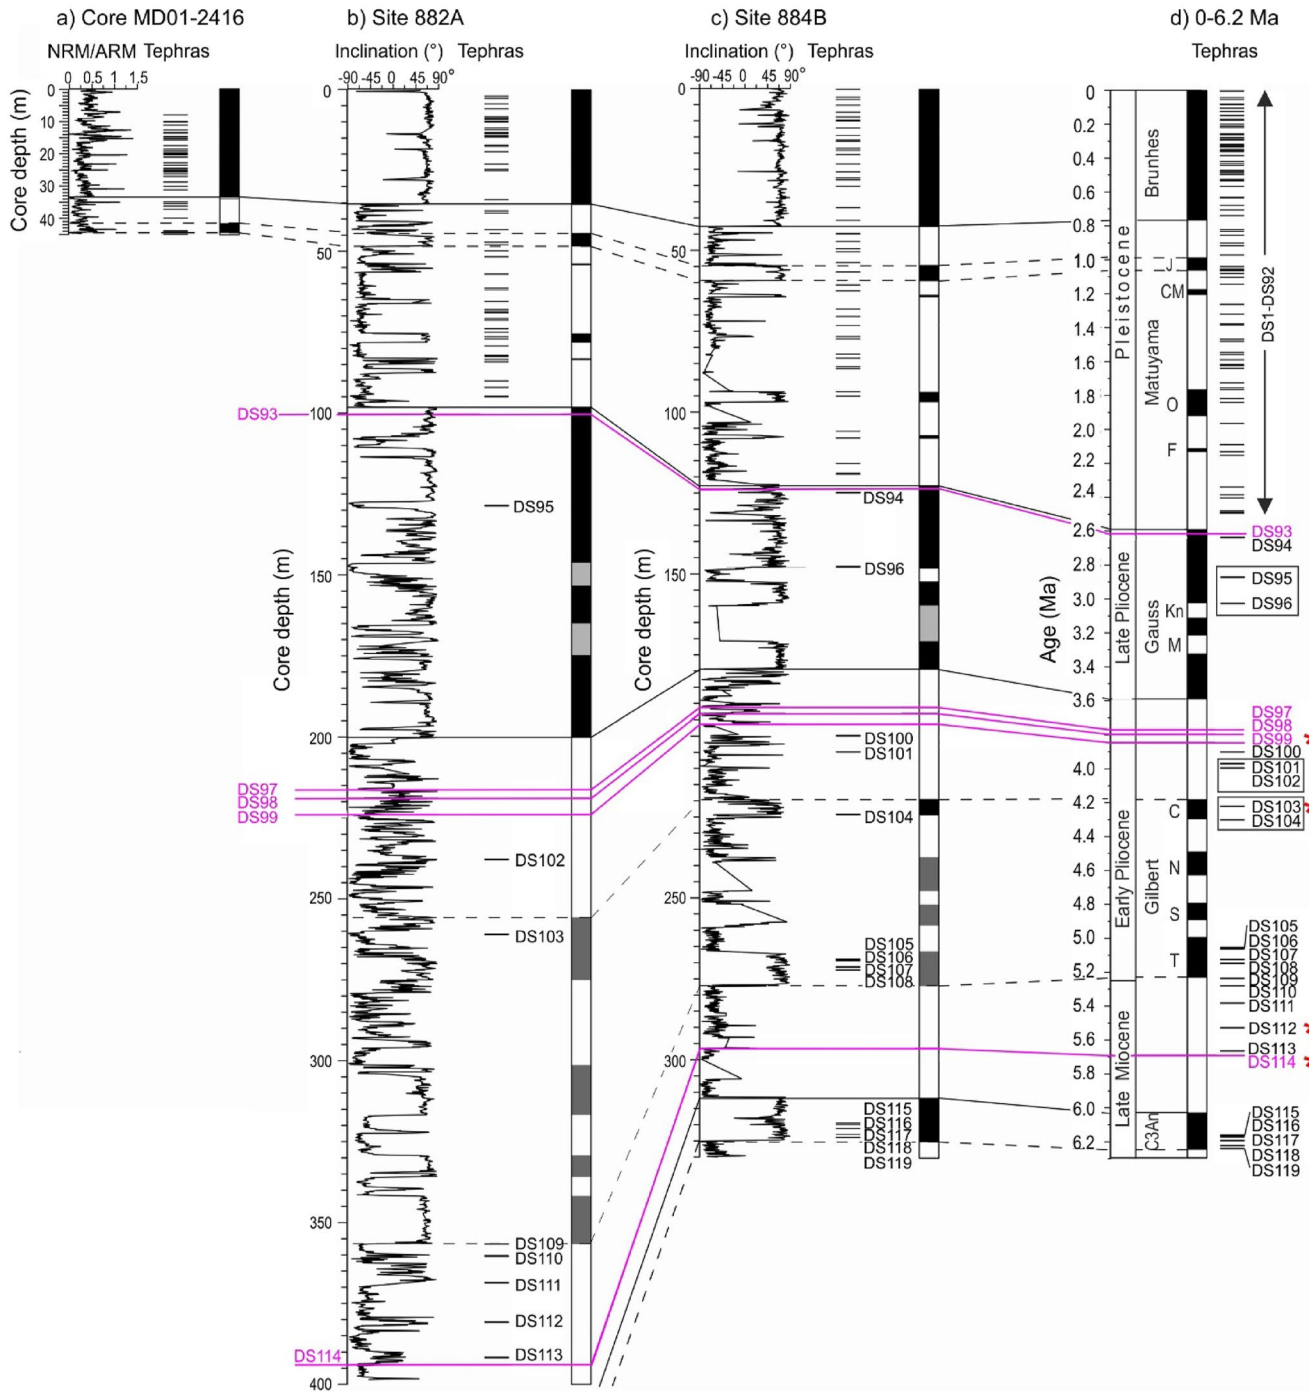 a) Core MD01-2416
NRM/ARM Tephras
0 0,5 1 1,5
Core depth (m)
0
10
20
30
40
b) Site 882A
Inclination (°) Tephras
-90 -45 0 45 90°
Core depth (m)
0
50
100
150
200
250
300
350
400
DS93
DS95
DS97
DS98
DS99
DS102
DS103
DS109
DS110
DS111
DS112
DS113
DS114
c) Site 884B
Inclination (°) Tephras
-90 -45 0 45 90°
Core depth (m)
0
50
100
150
200
250
300
DS94
DS96
DS100
DS101
DS104
DS105
DS106
DS107
DS108
DS115
DS116
DS117
DS118
DS119
d) 0-6.2 Ma
Tephras
Age (Ma)
0
0.2
0.4
0.6
0.8
1.0
1.2
1.4
1.6
1.8
2.0
2.2
2.4
2.6
2.8
3.0
3.2
3.4
3.6
4.0
4.2
4.4
4.6
4.8
5.0
5.2
5.4
5.6
5.8
6.0
6.2
Pleistocene
Late Pliocene
Early Pliocene
Late Miocene
Brunhes
Matuyama
Gauss
Gilbert
C3An
J
CM
O
F
Kn
M
C
N
S
T
DS1-DS92
DS93
DS94
DS95
DS96
DS97
DS98
DS99 *
DS100
DS101
DS102
DS103 *
DS104
DS105
DS106
DS107
DS108
DS109
DS110
DS111
DS112 *
DS113
DS114 *
DS115
DS116
DS117
DS118
DS119